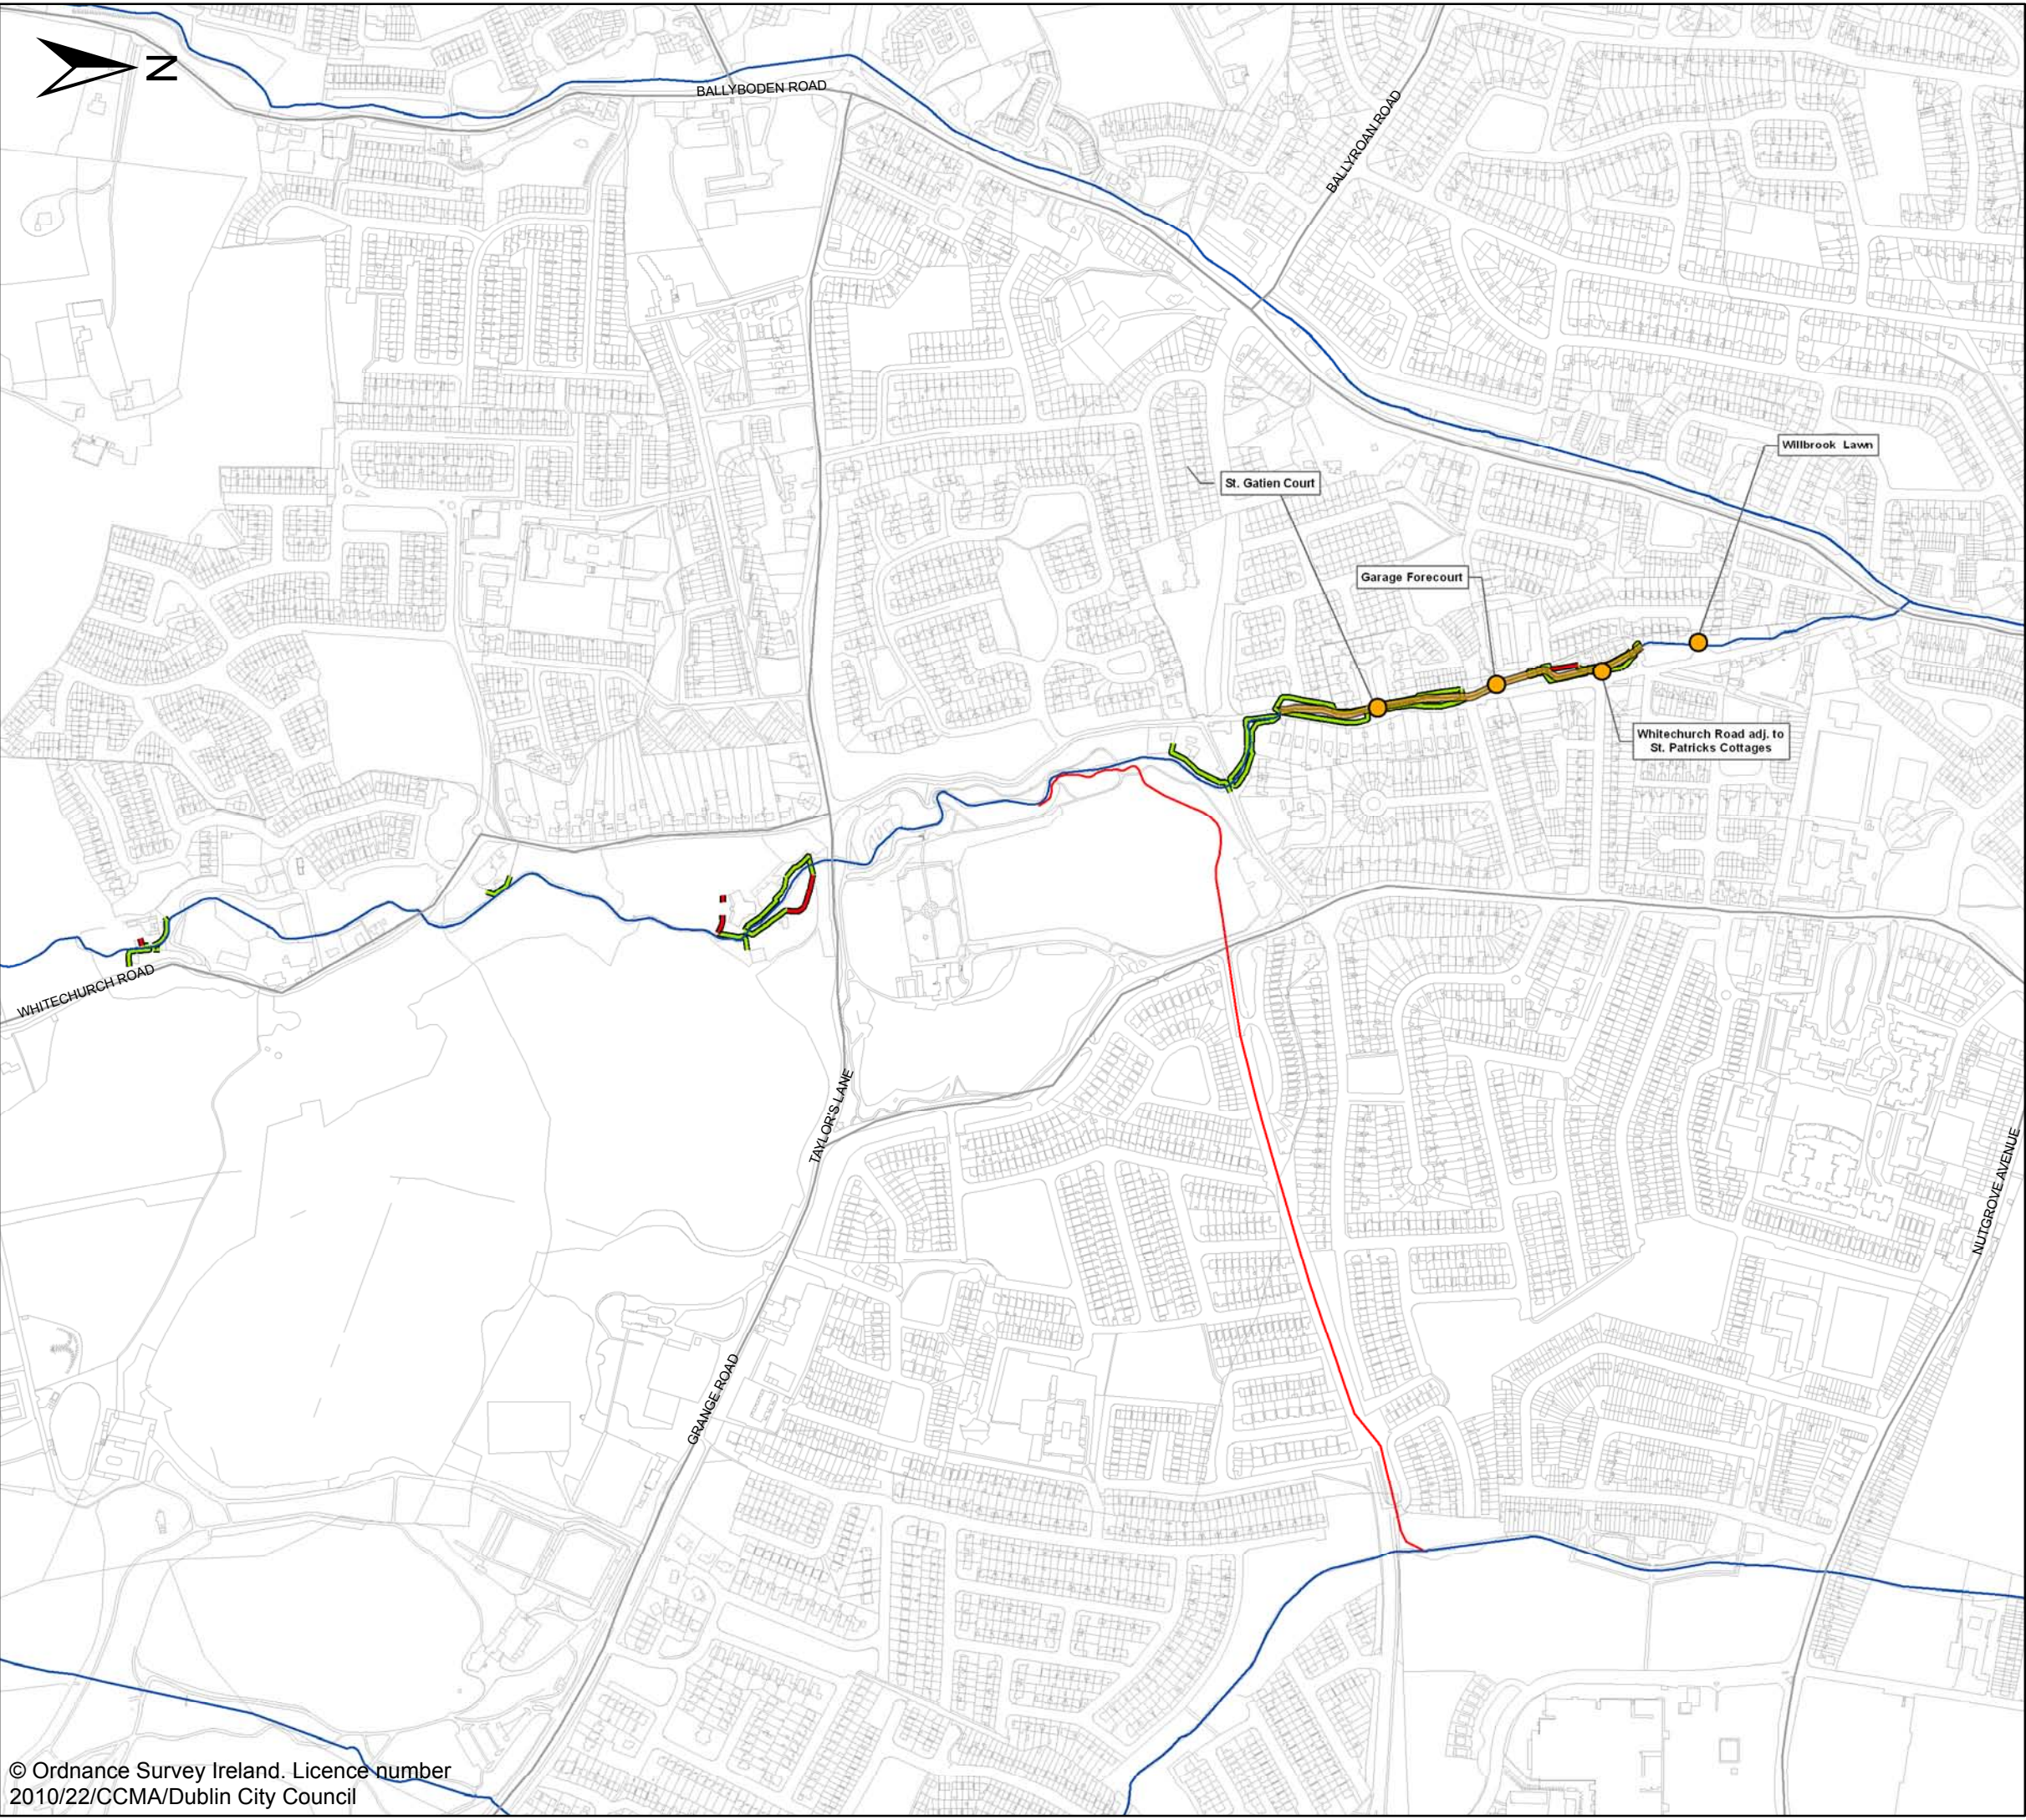 N
BALLYBODEN ROAD
BALLYROAN ROAD
Willbrook Lawn
St. Gatien Court
Garage Forecourt
Whitechurch Road adj. to
St. Patricks Cottages
WHITECHURCH ROAD
TAYLOR'S LANE
NUTGROVE AVENUE
GRANGE ROAD
© Ordnance Survey Ireland. Licence number
2010/22/CCMA/Dublin City Council